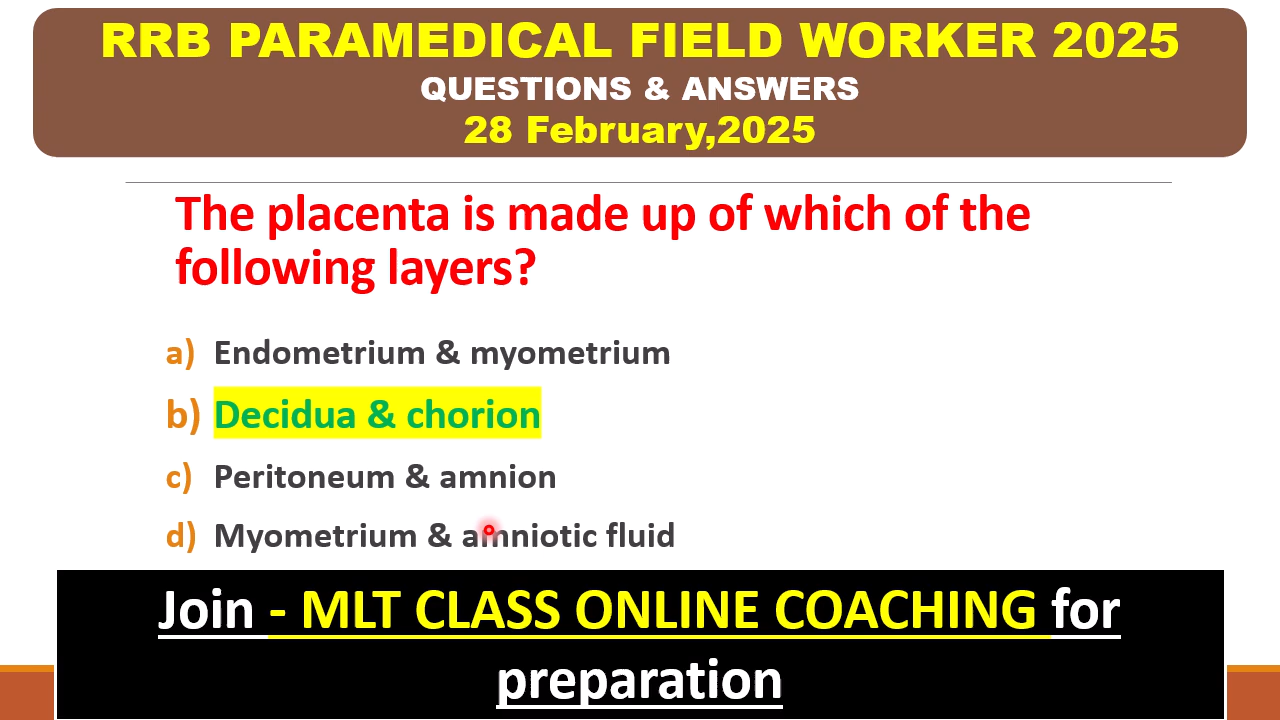 RRB PARAMEDICAL FIELD WORKER 2025
QUESTIONS & ANSWERS
28 February,2025
The placenta is made up of which of the
following layers?
a) Endometrium & myometrium
b) Decidua & chorion
c) Peritoneum & amnion
d) Myometrium & amniotic fluid
Join - MLT CLASS ONLINE COACHING for
preparation